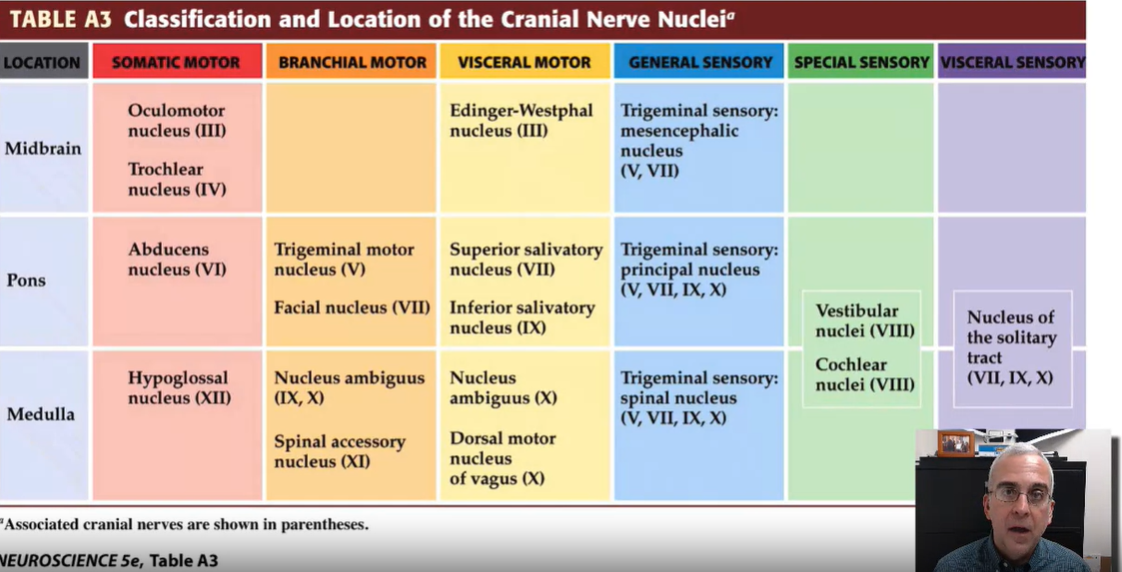 TABLE A3 Classification and Location of the Cranial Nerve Nucleiª
LOCATION SOMATIC MOTOR BRANCHIAL MOTOR VISCERAL MOTOR GENERAL SENSORY SPECIAL SENSORY VISCERAL SENSORY
Midbrain
Oculomotor
nucleus (III)
Trochlear
nucleus (IV)
Edinger-Westphal
nucleus (III)
Trigeminal sensory:
mesencephalic
nucleus
(V, VII)
Pons
Abducens
nucleus (VI)
Trigeminal motor
nucleus (V)
Facial nucleus (VII)
Superior salivatory
nucleus (VII)
Inferior salivatory
nucleus (IX)
Trigeminal sensory:
principal nucleus
(V, VII, IX, X)
Vestibular
nuclei (VIII)
Cochlear
nuclei (VIII)
Nucleus of
the solitary
tract
(VII, IX, X)
Medulla
Hypoglossal
nucleus (XII)
Nucleus ambiguus
(IX, X)
Spinal accessory
nucleus (XI)
Nucleus
ambiguus (X)
Dorsal motor
nucleus
of vagus (X)
Trigeminal sensory:
spinal nucleus
(V, VII, IX, X)
ªAssociated cranial nerves are shown in parentheses.
NEUROSCIENCE 5e, Table A3